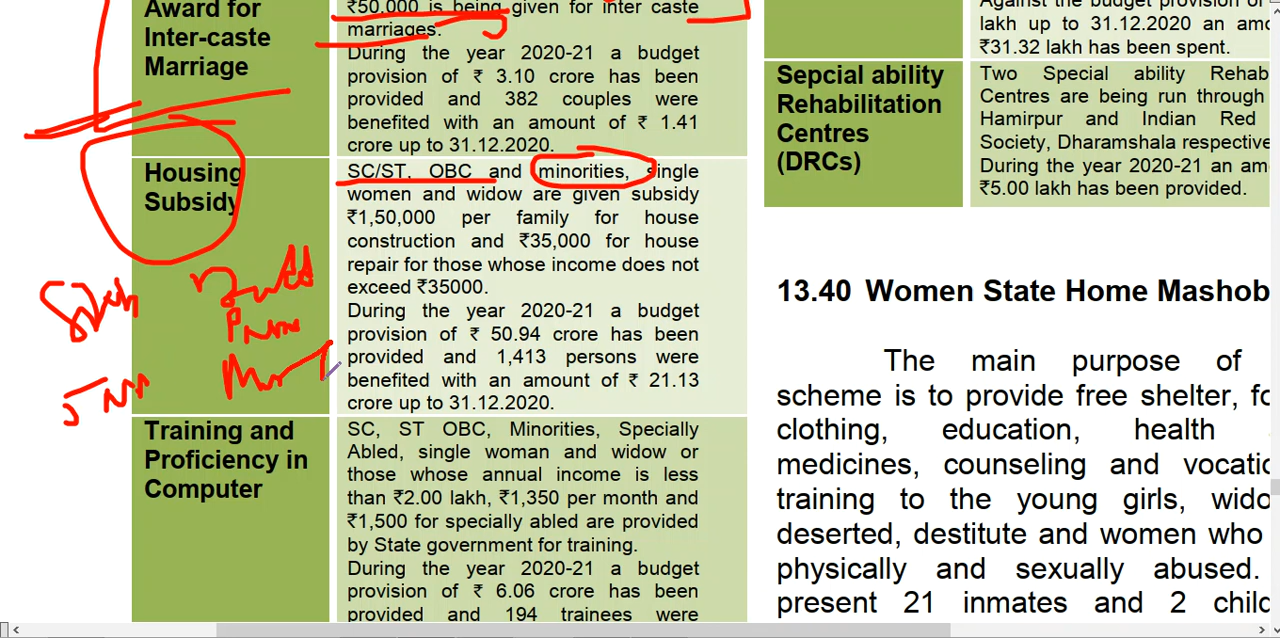 Award for
Inter-caste
Marriage
₹50,000 is being given for inter caste
marriages.
During the year 2020-21 a budget
provision of ₹ 3.10 crore has been
provided and 382 couples were
benefited with an amount of ₹ 1.41
crore up to 31.12.2020.
Housing
Subsidy
SC/ST, OBC and minorities, single
women and widow are given subsidy
₹1,50,000 per family for house
construction and ₹35,000 for house
repair for those whose income does not
exceed ₹35000.
During the year 2020-21 a budget
provision of ₹ 50.94 crore has been
provided and 1,413 persons were
benefited with an amount of ₹ 21.13
crore up to 31.12.2020.
Training and
Proficiency in
Computer
SC, ST OBC, Minorities, Specially
Abled, single woman and widow or
those whose annual income is less
than ₹2.00 lakh, ₹1,350 per month and
₹1,500 for specially abled are provided
by State government for training.
During the year 2020-21 a budget
provision of ₹ 6.06 crore has been
provided and 194 trainees were
Against the budget provision of
lakh up to 31.12.2020 an amo
₹31.32 lakh has been spent.
Sepcial ability
Rehabilitation
Centres
(DRCs)
Two Special ability Rehab
Centres are being run through
Hamirpur and Indian Red
Society, Dharamshala respective
During the year 2020-21 an am
₹5.00 lakh has been provided.
13.40 Women State Home Mashob
The main purpose of
scheme is to provide free shelter, fo
clothing, education, health
medicines, counseling and vocatio
training to the young girls, wido
deserted, destitute and women who
physically and sexually abused.
present 21 inmates and 2 child